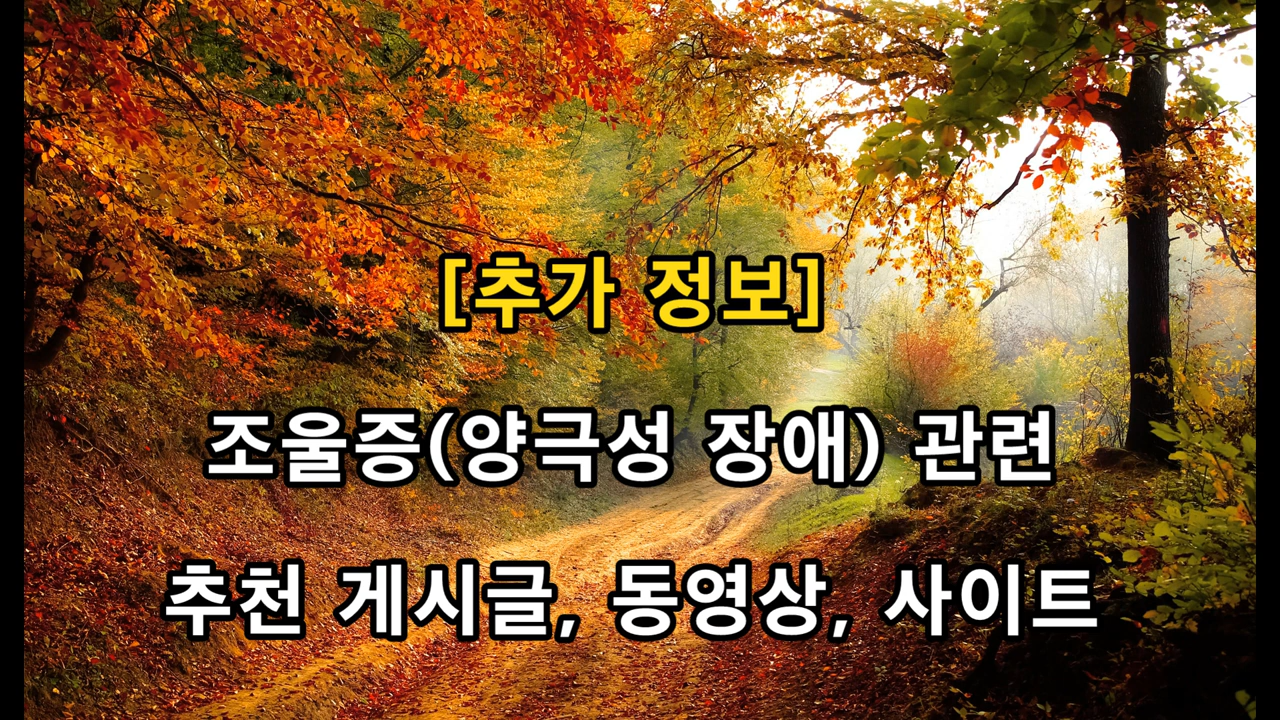 [추가 정보]
조울증(양극성 장애) 관련
추천 게시글, 동영상, 사이트